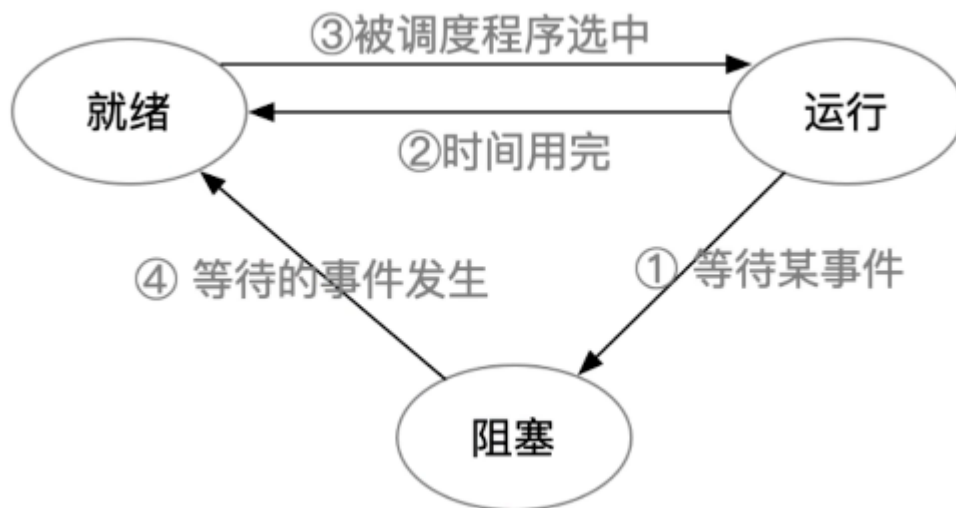 ③被调度程序选中
就绪
运行
②时间用完
④ 等待的事件发生
① 等待某事件
阻塞